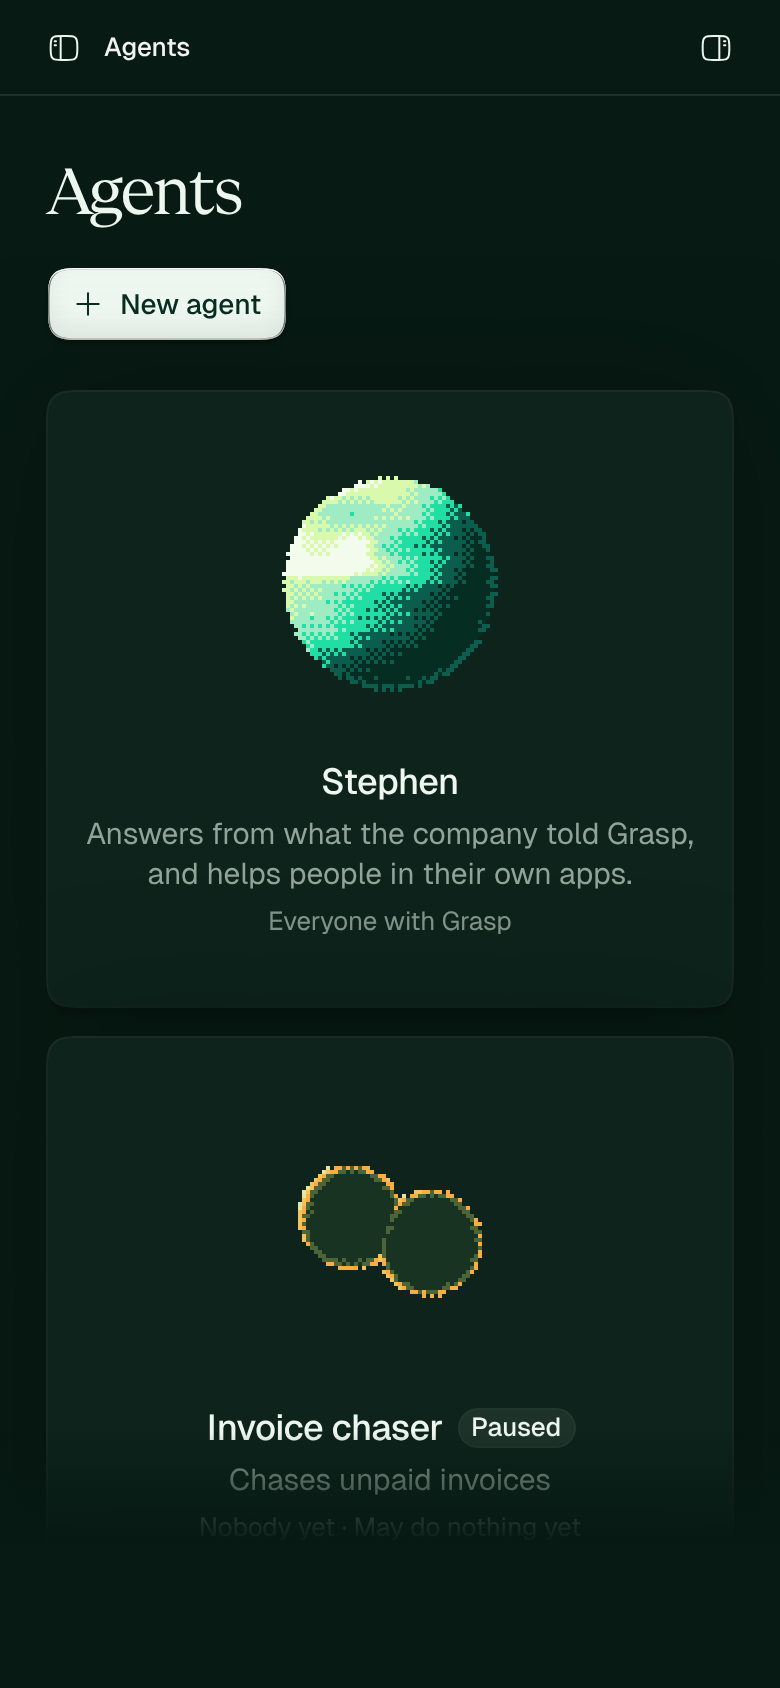 Agents
Agents
New agent
Stephen
Answers from what the company told Grasp,
and helps people in their own apps.
Everyone with Grasp
Invoice chaser Paused
Chases unpaid invoices
Nobody yet · May do nothing yet